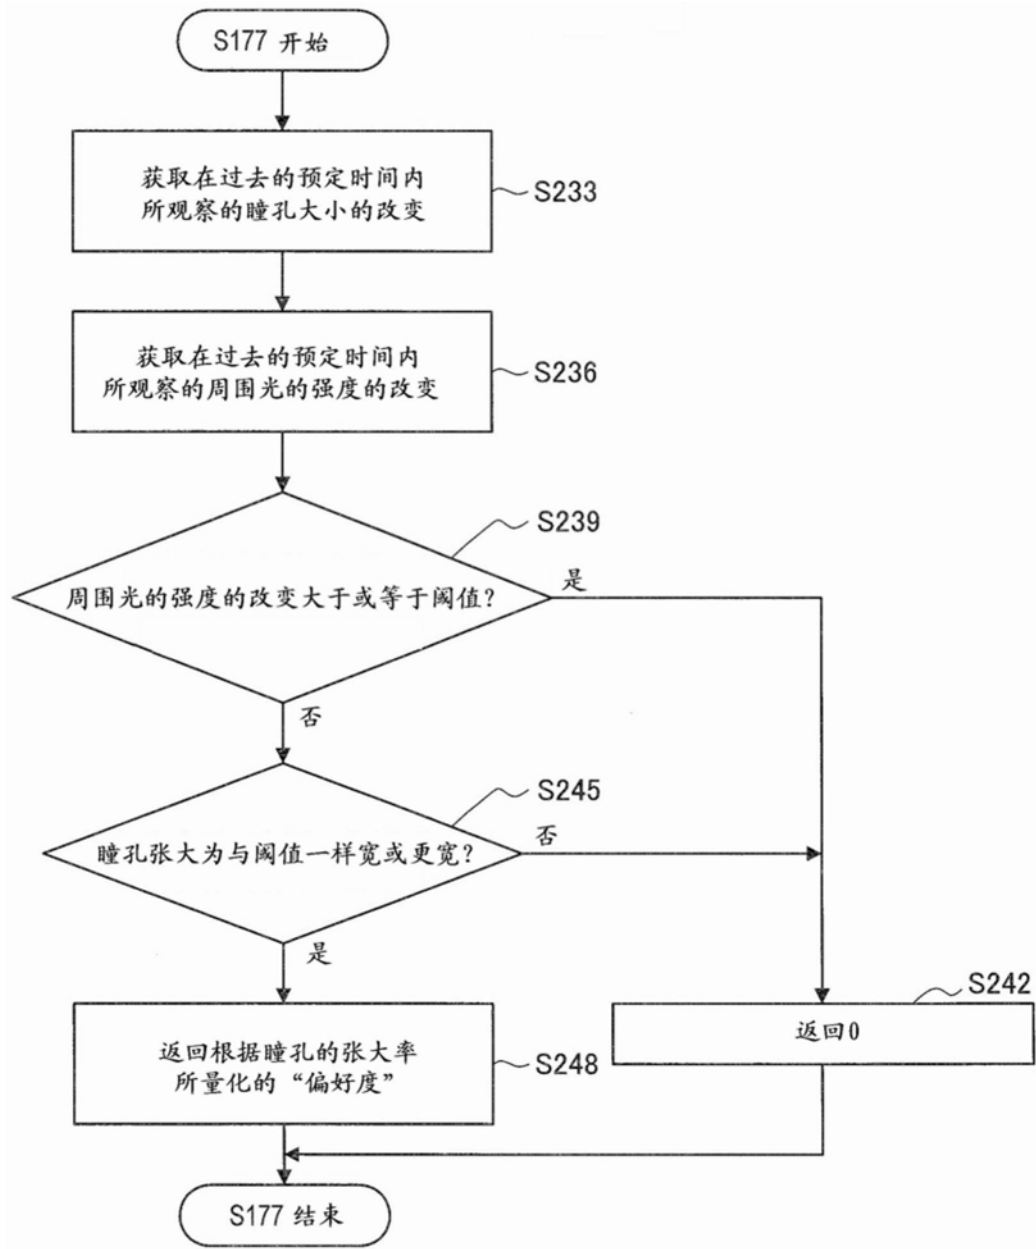 S177 开始
获取在过去的预定时间内
所观察的瞳孔大小的改变
S233
获取在过去的预定时间内
所观察的周围光的强度的改变
S236
S239
周围光的强度的改变大于或等于阈值？
是
否
S245
瞳孔张大为与阈值一样宽或更宽？
否
是
S242
返回0
返回根据瞳孔的张大率
所量化的“偏好度”
S248
S177 结束